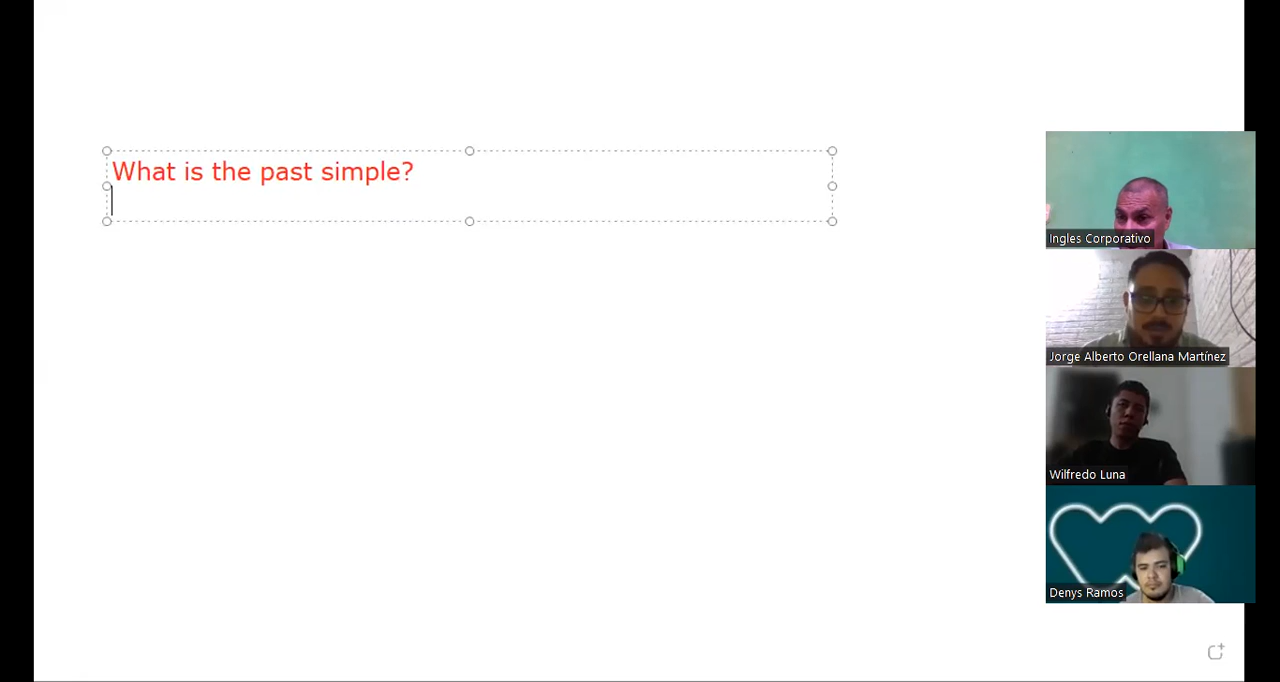 What is the past simple?
Ingles Corporativo
Jorge Alberto Orellana Martínez
Wilfredo Luna
Denys Ramos